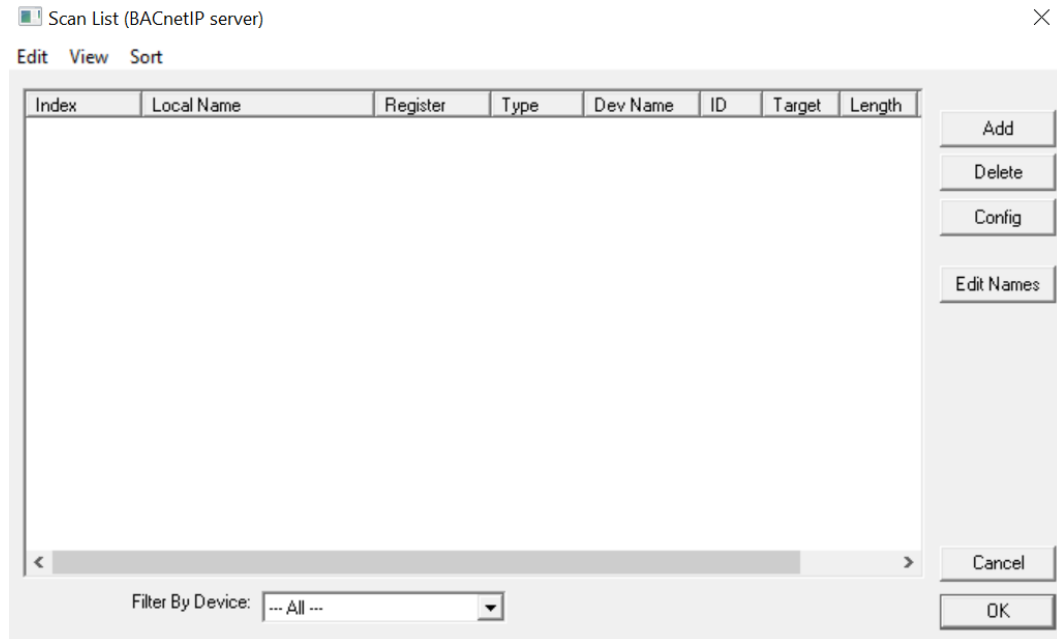 Scan List (BACnetIP server)
Edit View Sort
Index Local Name Register Type Dev Name ID Target Length
Add
Delete
Config
Edit Names
Cancel
Filter By Device: --- All ---
OK